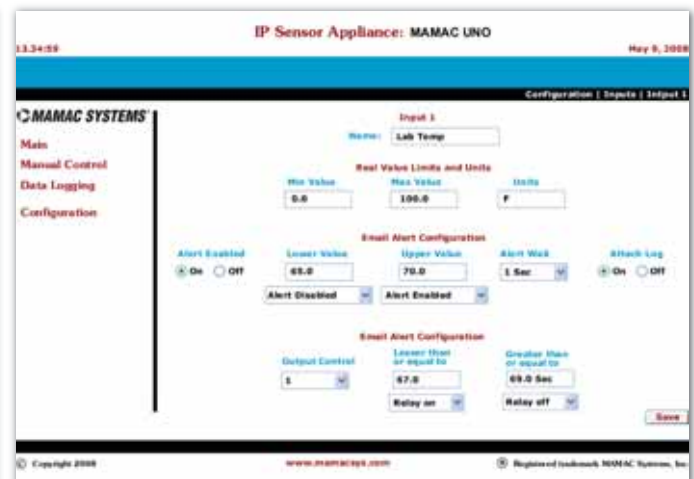 IP Sensor Appliance: MAMAC UNO
13.34:59
May 9, 2008
Configuration | Inputs | Intput 1
MAMAC SYSTEMS
Main
Manual Control
Data Logging
Configuration
Input 1
Name: Lab Temp
Real Value Limits and Units
Min Value Max Value Units
0.0 100.0 F
Email Alert Configuration
Alert Enabled Lower Value Upper Value Alert Wait Attach Log
On Off 65.0 70.0 1 Sec On Off
Alert Disabled Alert Enabled
Email Alert Configuration
Output Control Lesser than or equal to Greater than or equal to
1 67.0 69.0 Sec
Relay on Relay off
Save
© Copyright 2008 www.mamacsys.com ® Registered trademark MAMAC Systems, Inc